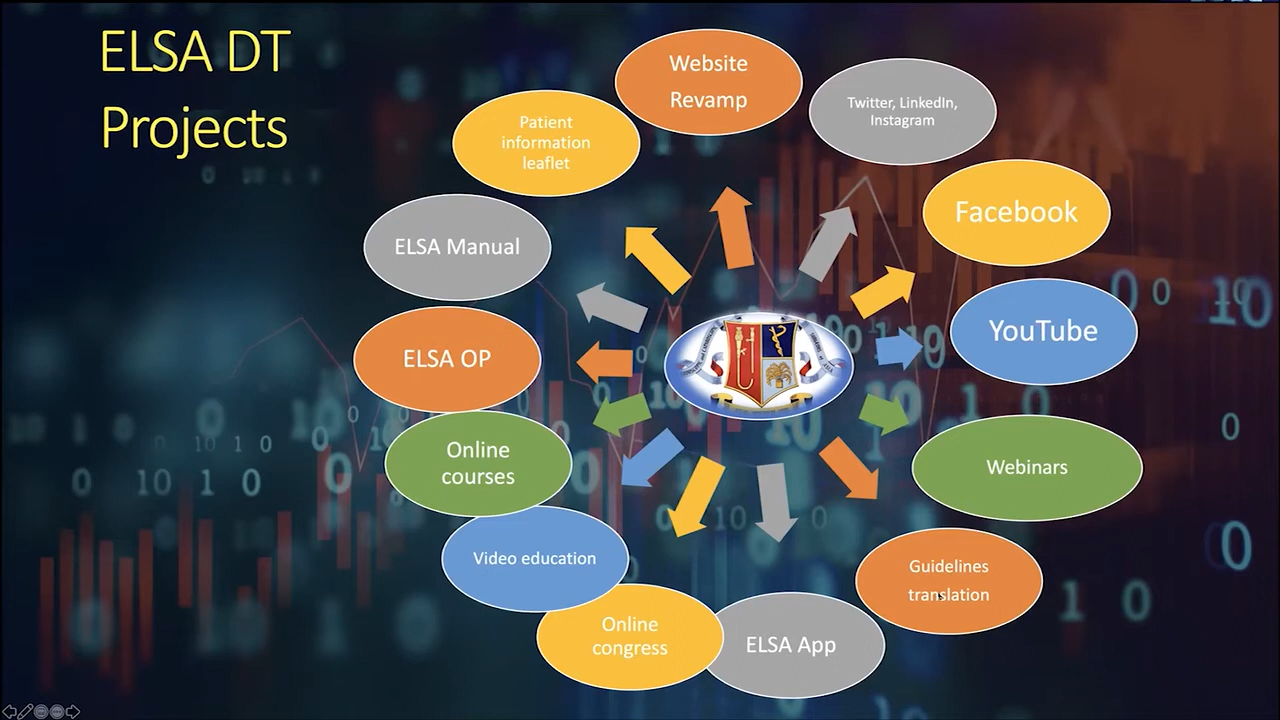 ELSA DT
Projects
Website
Revamp
Twitter, LinkedIn,
Instagram
Facebook
YouTube
Webinars
Guidelines
translation
ELSA App
Online
congress
Video education
Online
courses
ELSA OP
ELSA Manual
Patient
information
leaflet